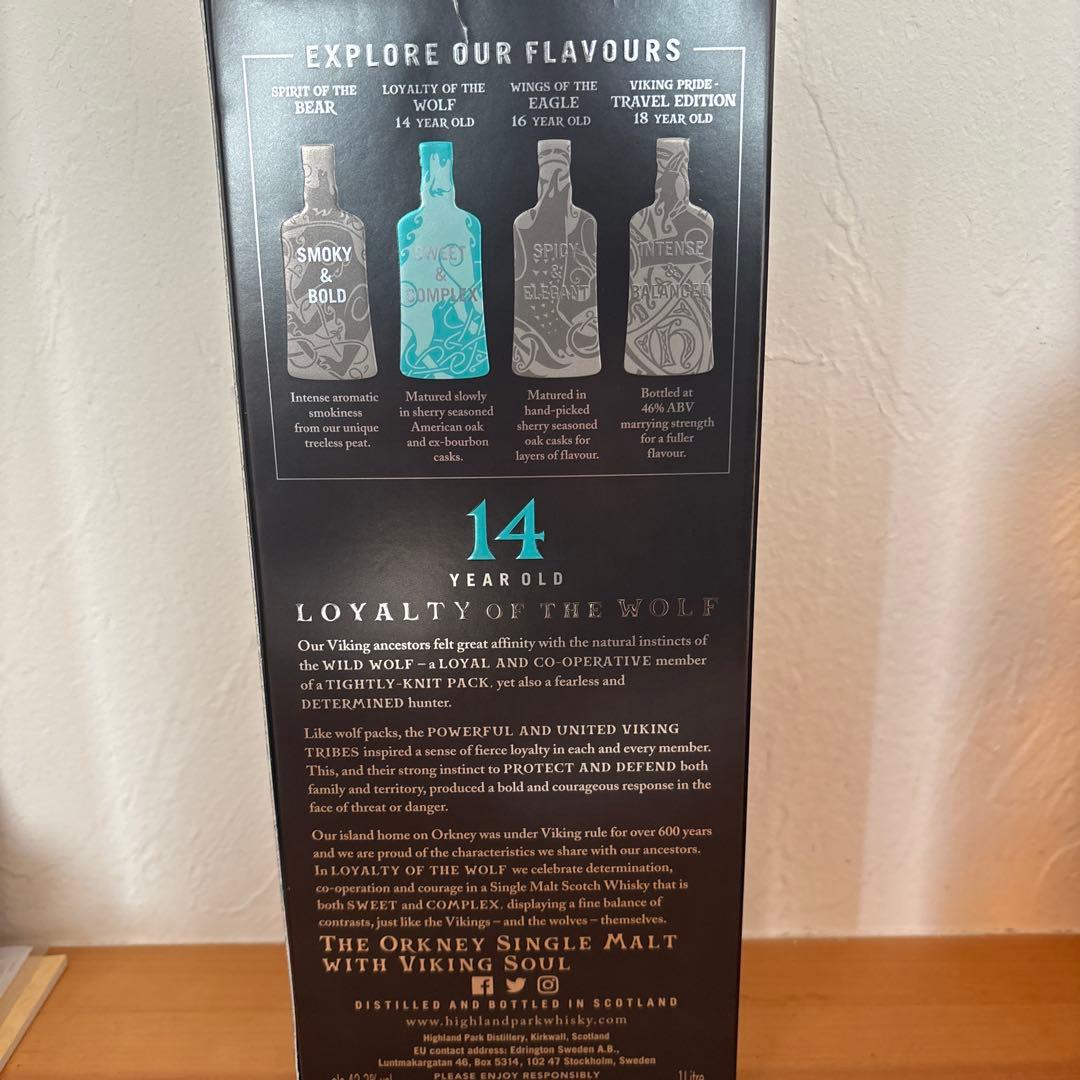 EXPLORE OUR FLAVOURS
SPIRIT OF THE
BEAR
LOYALTY OF THE
WOLF
14 YEAR OLD
WINGS OF THE
EAGLE
16 YEAR OLD
VIKING PRIDE -
TRAVEL EDITION
18 YEAR OLD
SMOKY
&
BOLD
SWEET
&
COMPLEX
SPICY
&
ELEGANT
INTENSE
&
BALANCED
Intense aromatic
smokiness
from our unique
treeless peat.
Matured slowly
in sherry seasoned
American oak
and ex-bourbon
casks.
Matured in
hand-picked
sherry seasoned
oak casks for
layers of flavour.
Bottled at
46% ABV
marrying strength
for a fuller
flavour.
14
YEAR OLD
LOYALTY OF THE WOLF
Our Viking ancestors felt great affinity with the natural instincts of
the WILD WOLF – a LOYAL AND CO-OPERATIVE member
of a TIGHTLY-KNIT PACK, yet also a fearless and
DETERMINED hunter.
Like wolf packs, the POWERFUL AND UNITED VIKING
TRIBES inspired a sense of fierce loyalty in each and every member.
This, and their strong instinct to PROTECT AND DEFEND both
family and territory, produced a bold and courageous response in the
face of threat or danger.
Our island home on Orkney was under Viking rule for over 600 years
and we are proud of the characteristics we share with our ancestors.
In LOYALTY OF THE WOLF we celebrate determination,
co-operation and courage in a Single Malt Scotch Whisky that is
both SWEET and COMPLEX, displaying a fine balance of
contrasts, just like the Vikings – and the wolves – themselves.
THE ORKNEY SINGLE MALT
WITH VIKING SOUL
DISTILLED AND BOTTLED IN SCOTLAND
www.highlandparkwhisky.com
Highland Park Distillery, Kirkwall, Scotland
EU contact address: Edrington Sweden A.B.,
Luntmakargatan 46, Box 5314, 102 47 Stockholm, Sweden
PLEASE ENJOY RESPONSIBLY
alc 42.3% vol 1 Litre